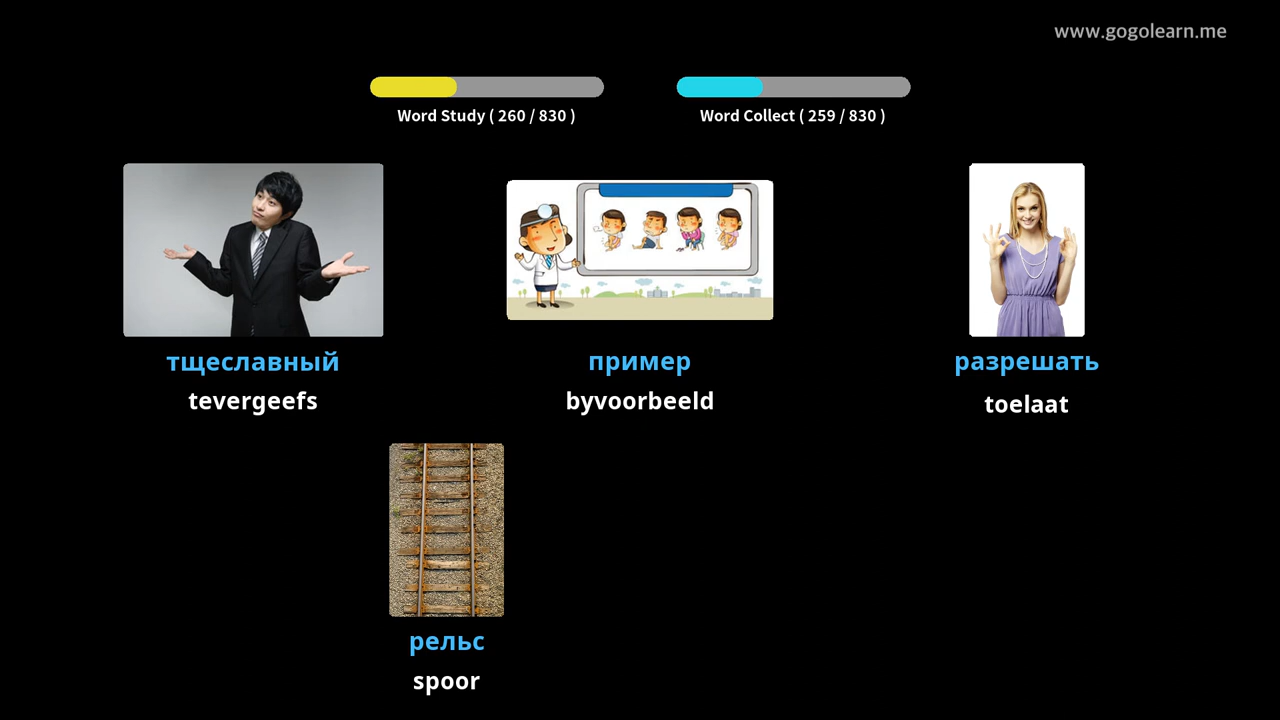 www.gogolearn.me
Word Study ( 260 / 830 )
Word Collect ( 259 / 830 )
тщеславный
tevergeefs
пример
byvoorbeeld
разрешать
toelaat
рельс
spoor